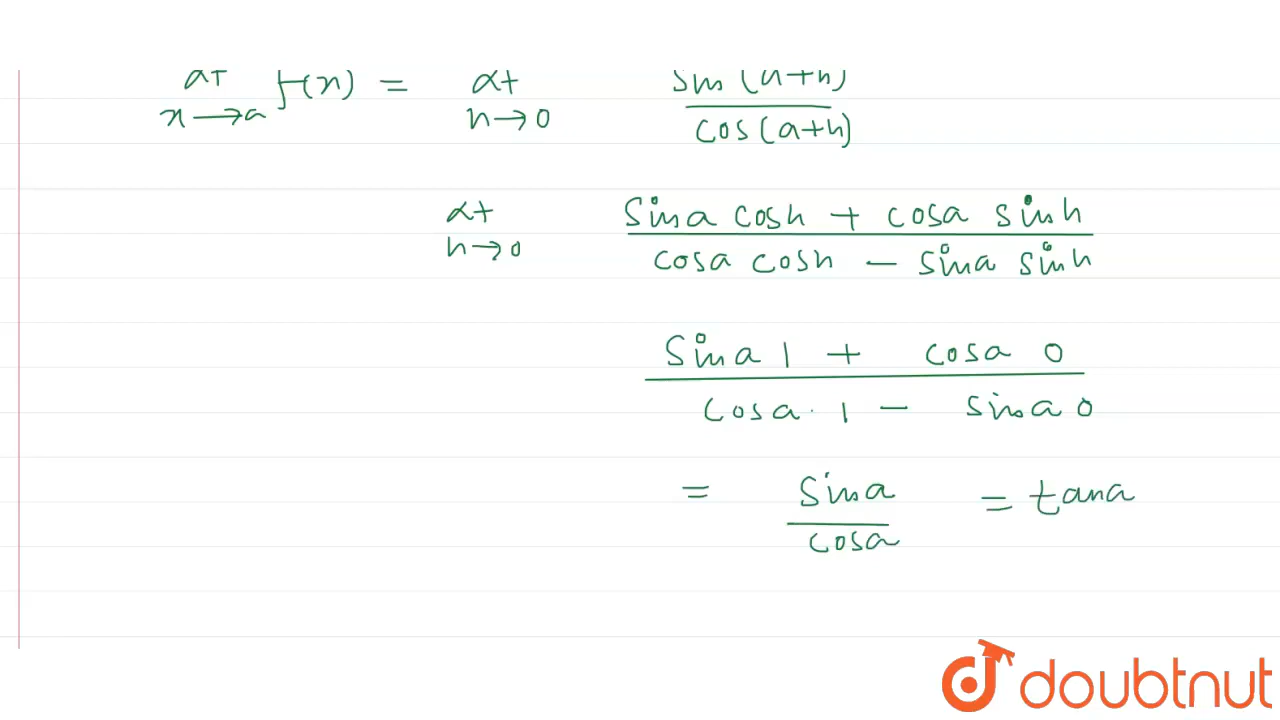 lt f(x) = lt sin(a+h)
x→a h→0 cos(a+h)
lt sina cosh + cosa sinh
h→0 cosa cosh − sina sinh
sina 1 + cosa 0
cosa . 1 − sina 0
= sina = tana
cosa
doubtnut